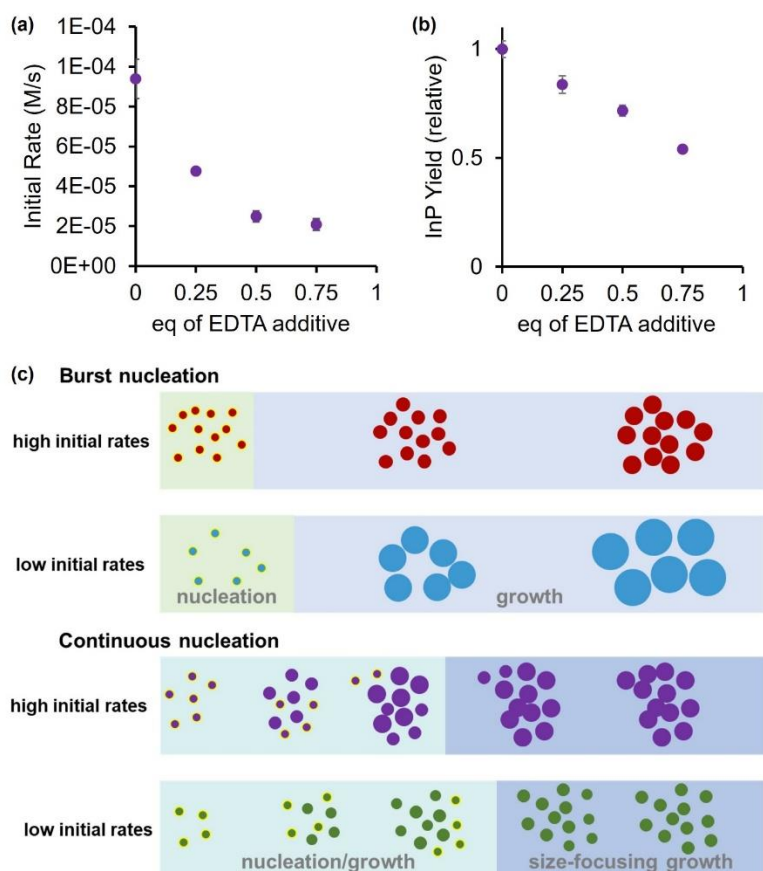 (a)
1E-04
1E-04
8E-05
6E-05
4E-05
2E-05
0E+00
Initial Rate (M/s)
0 0.25 0.5 0.75 1
eq of EDTA additive
(b)
1
0.5
0
InP Yield (relative)
0 0.25 0.5 0.75 1
eq of EDTA additive
(c) Burst nucleation
high initial rates
low initial rates
nucleation growth
Continuous nucleation
high initial rates
low initial rates
nucleation/growth size-focusing growth